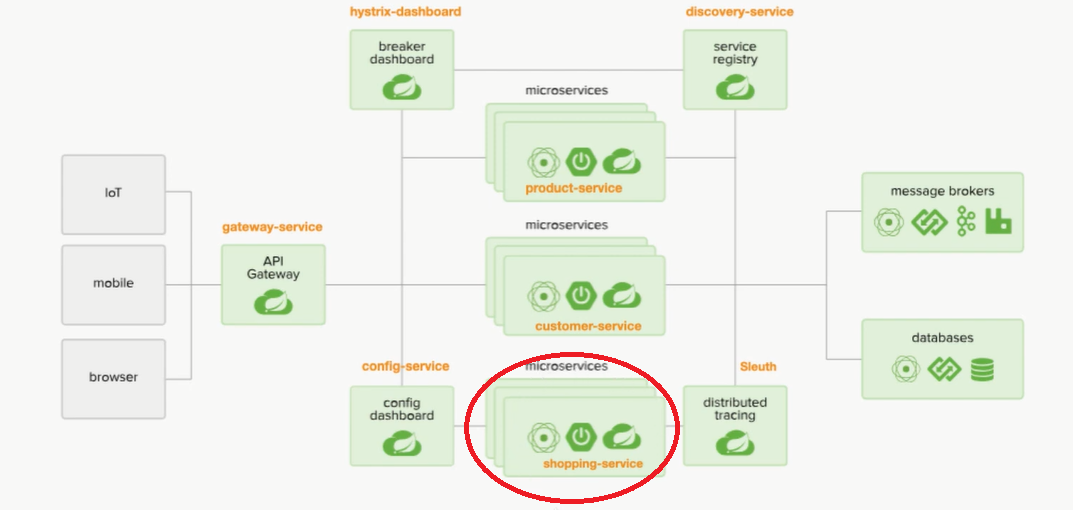 hystrix-dashboard
discovery-service
breaker
dashboard
service
registry
microservices
product-service
IoT
mobile
browser
gateway-service
API
Gateway
microservices
customer-service
message brokers
databases
config-service
config
dashboard
microservices
shopping-service
Sleuth
distributed
tracing